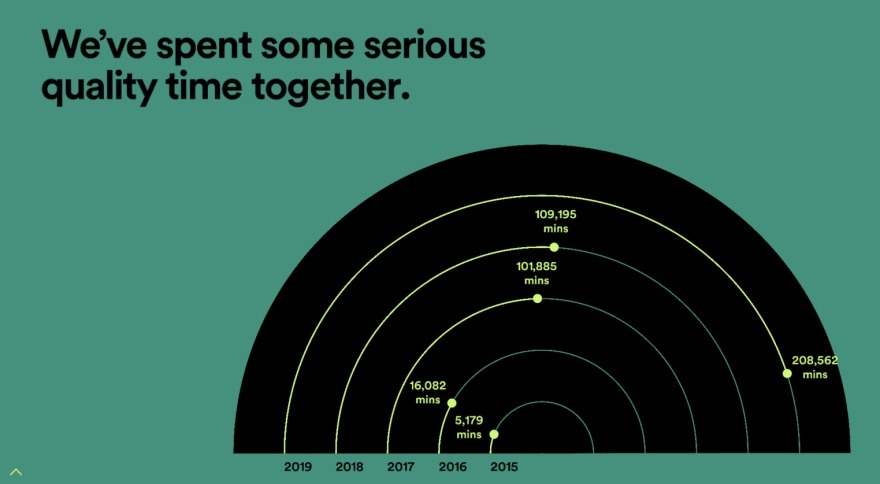 We’ve spent some serious
quality time together.
109,195
mins
101,885
mins
208,562
mins
16,082
mins
5,179
mins
2019 2018 2017 2016 2015